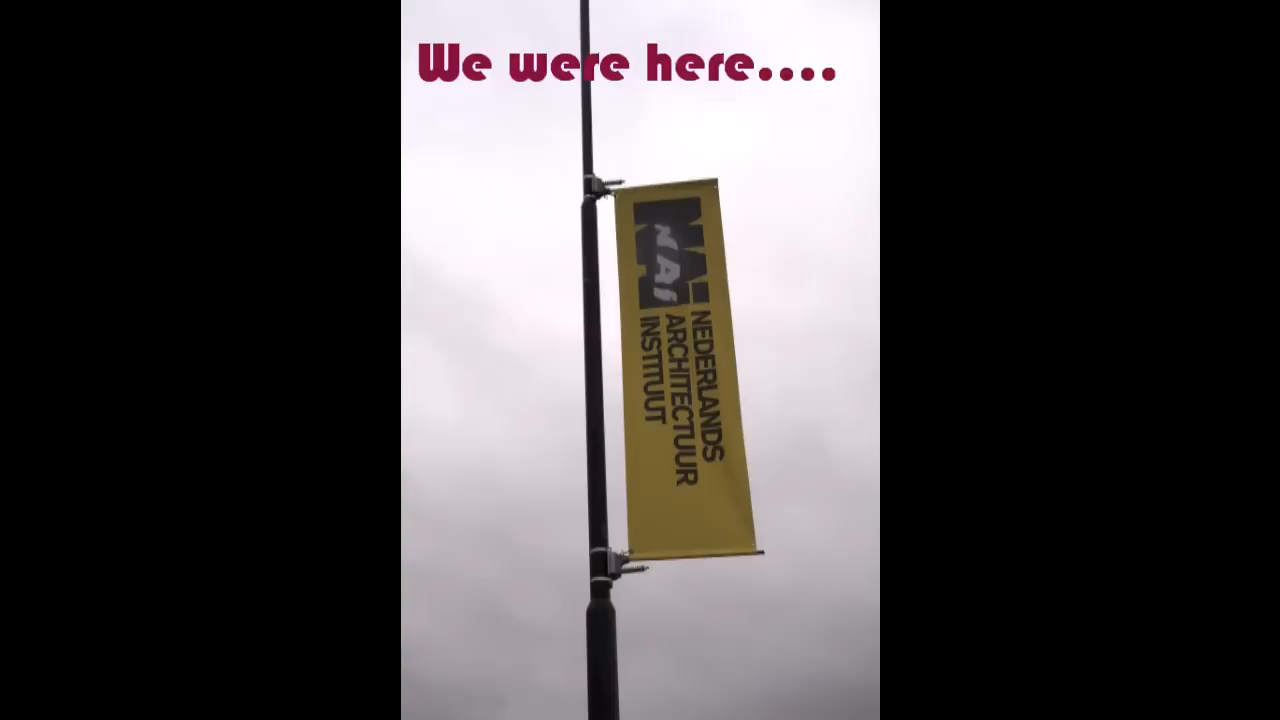 We were here....
NAi
NEDERLANDS
ARCHITECTUUR
INSTITUUT